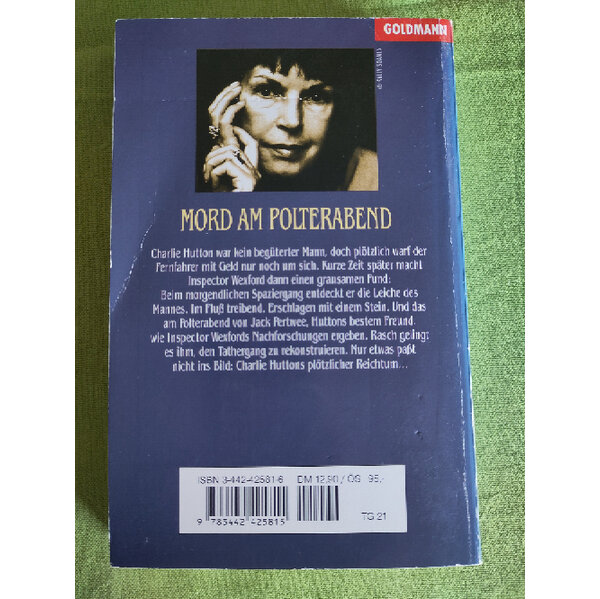 GOLDMANN
© SALLY SOAMES
MORD AM POLTERABEND
Charlie Hutton war kein begüterter Mann, doch plötzlich warf der
Fernfahrer mit Geld nur noch um sich. Kurze Zeit später macht
Inspector Wexford dann einen grausamen Fund:
Beim morgendlichen Spaziergang entdeckt er die Leiche des
Mannes. Im Fluß treibend. Erschlagen mit einem Stein. Und das
am Polterabend von Jack Pertwee, Huttons bestem Freund,
wie Inspector Wexfords Nachforschungen ergeben. Rasch gelingt
es ihm, den Tathergang zu rekonstruieren. Nur etwas paßt
nicht ins Bild: Charlie Huttons plötzlicher Reichtum...
ISBN 3-442-42581-6 DM 12,90 / ÖS 95,-
9 783442 425815
TG 21